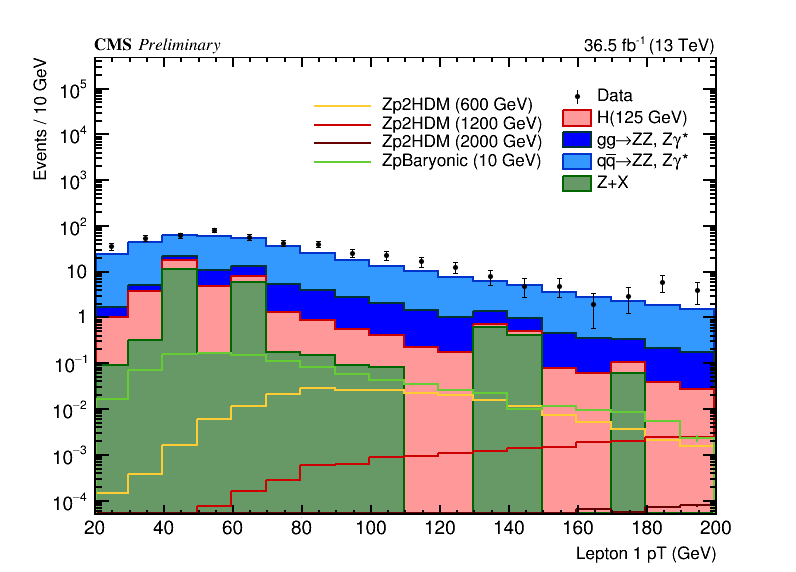 CMS Preliminary
36.5 fb⁻¹ (13 TeV)
Events / 10 GeV
10⁵
10⁴
10³
10²
10
1
10⁻¹
10⁻²
10⁻³
10⁻⁴
Zp2HDM (600 GeV)
Zp2HDM (1200 GeV)
Zp2HDM (2000 GeV)
ZpBaryonic (10 GeV)
Data
H(125 GeV)
gg→ZZ, Zγ*
qq̅→ZZ, Zγ*
Z+X
20 40 60 80 100 120 140 160 180 200
Lepton 1 pT (GeV)